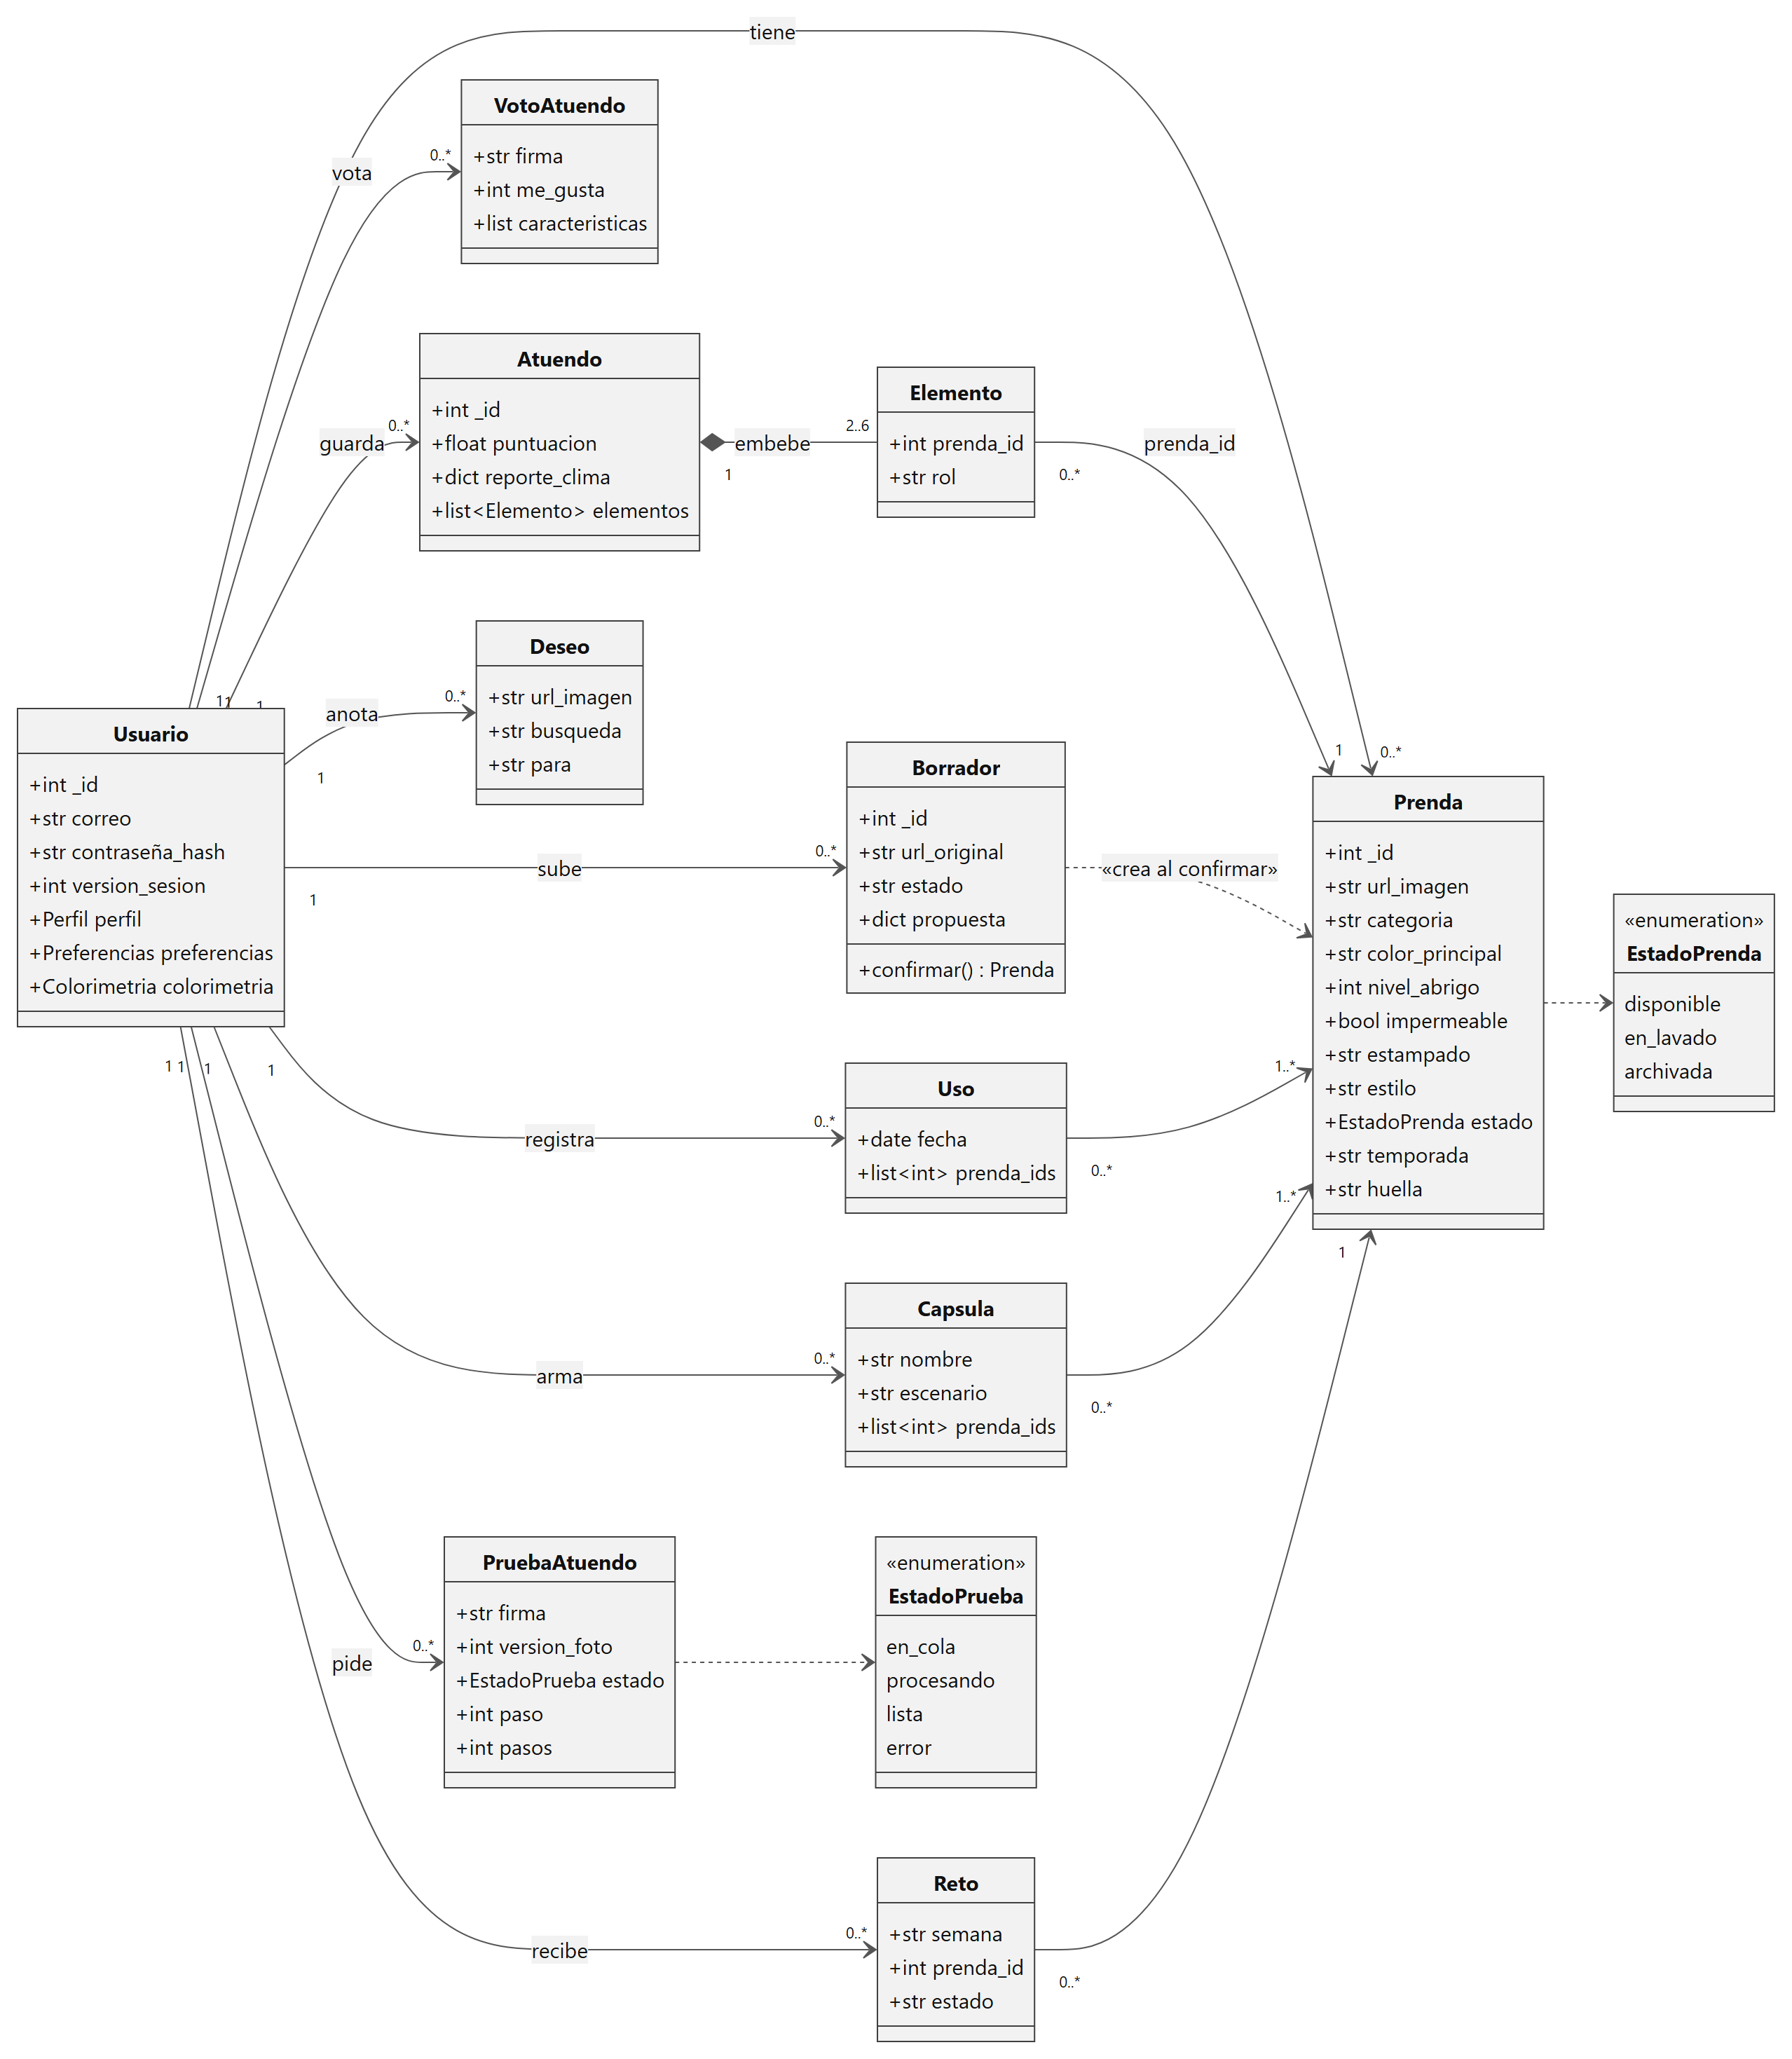 tiene
VotoAtuendo
+str firma
+int me_gusta
+list caracteristicas
vota
0..*
Atuendo
+int _id
+float puntuacion
+dict reporte_clima
+list<Elemento> elementos
guarda
0..*
embebe
1
2..6
Elemento
+int prenda_id
+str rol
prenda_id
0..*
1
0..*
Deseo
+str url_imagen
+str busqueda
+str para
anota
0..*
1
1
1
1
Usuario
+int _id
+str correo
+str contraseña_hash
+int version_sesion
+Perfil perfil
+Preferencias preferencias
+Colorimetria colorimetria
sube
1
0..*
Borrador
+int _id
+str url_original
+str estado
+dict propuesta
+confirmar() : Prenda
«crea al confirmar»
Prenda
+int _id
+str url_imagen
+str categoria
+str color_principal
+int nivel_abrigo
+bool impermeable
+str estampado
+str estilo
+EstadoPrenda estado
+str temporada
+str huella
«enumeration»
EstadoPrenda
disponible
en_lavado
archivada
1
1
1
1
registra
0..*
Uso
+date fecha
+list<int> prenda_ids
0..*
1..*
arma
0..*
Capsula
+str nombre
+str escenario
+list<int> prenda_ids
0..*
1..*
1
PruebaAtuendo
+str firma
+int version_foto
+EstadoPrueba estado
+int paso
+int pasos
pide
0..*
«enumeration»
EstadoPrueba
en_cola
procesando
lista
error
recibe
0..*
Reto
+str semana
+int prenda_id
+str estado
0..*